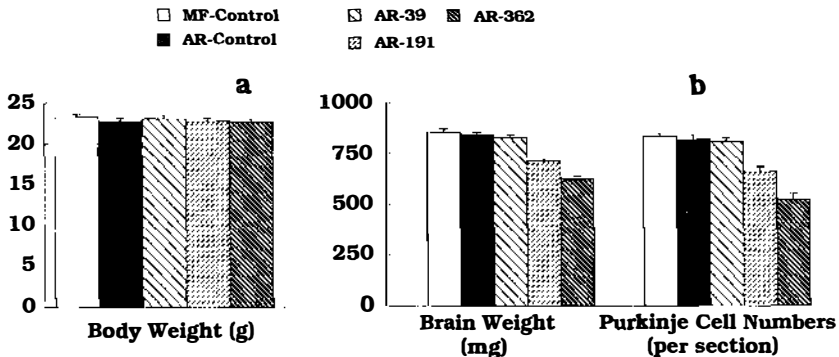 MF-Control AR-39 AR-362
AR-Control AR-191
a b
25
20
15
10
5
0
Body Weight (g)
1000
750
500
250
0
Brain Weight
(mg)
Purkinje Cell Numbers
(per section)